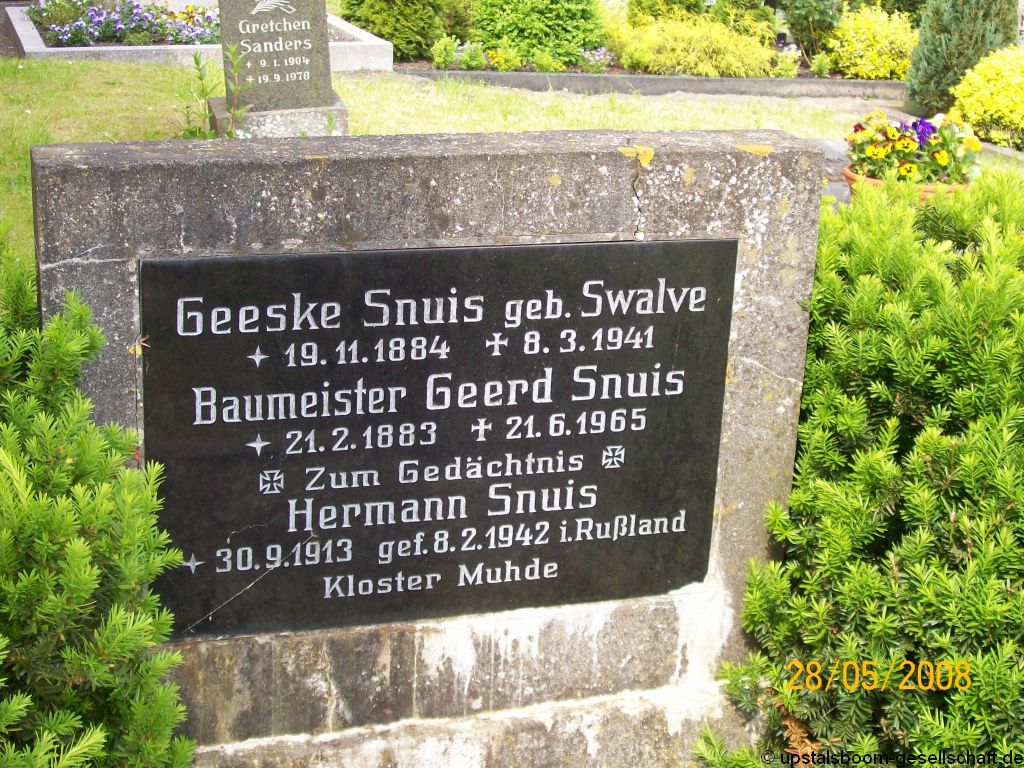 Gretchen
Sanders
+ 9.1.1904
+ 19.9.1978
Geeske Snuis geb. Swalve
✦ 19.11.1884 ✝ 8.3.1941
Baumeister Geerd Snuis
✦ 21.2.1883 ✝ 21.6.1965
✠ Zum Gedächtnis ✠
Hermann Snuis
✦ 30.9.1913 gef. 8.2.1942 i. Rußland
Kloster Muhde
28/05/2008
© upstalsboom-gesellschaft.de